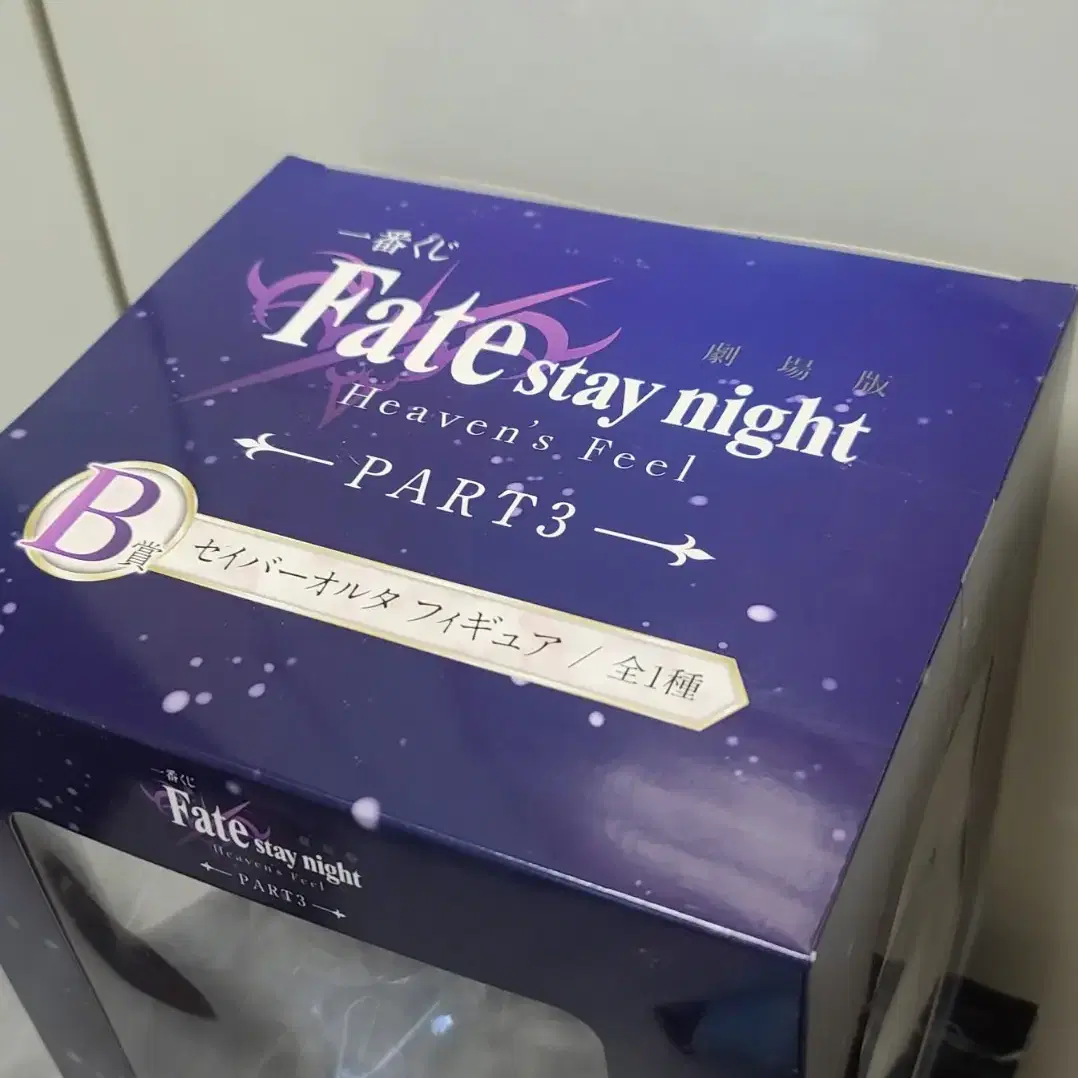 一番くじ
劇場版
Fate stay night
Heaven's Feel
PART3
B賞
セイバーオルタ フィギュア / 全1種
一番くじ
Fate stay night
Heaven's Feel
PART3